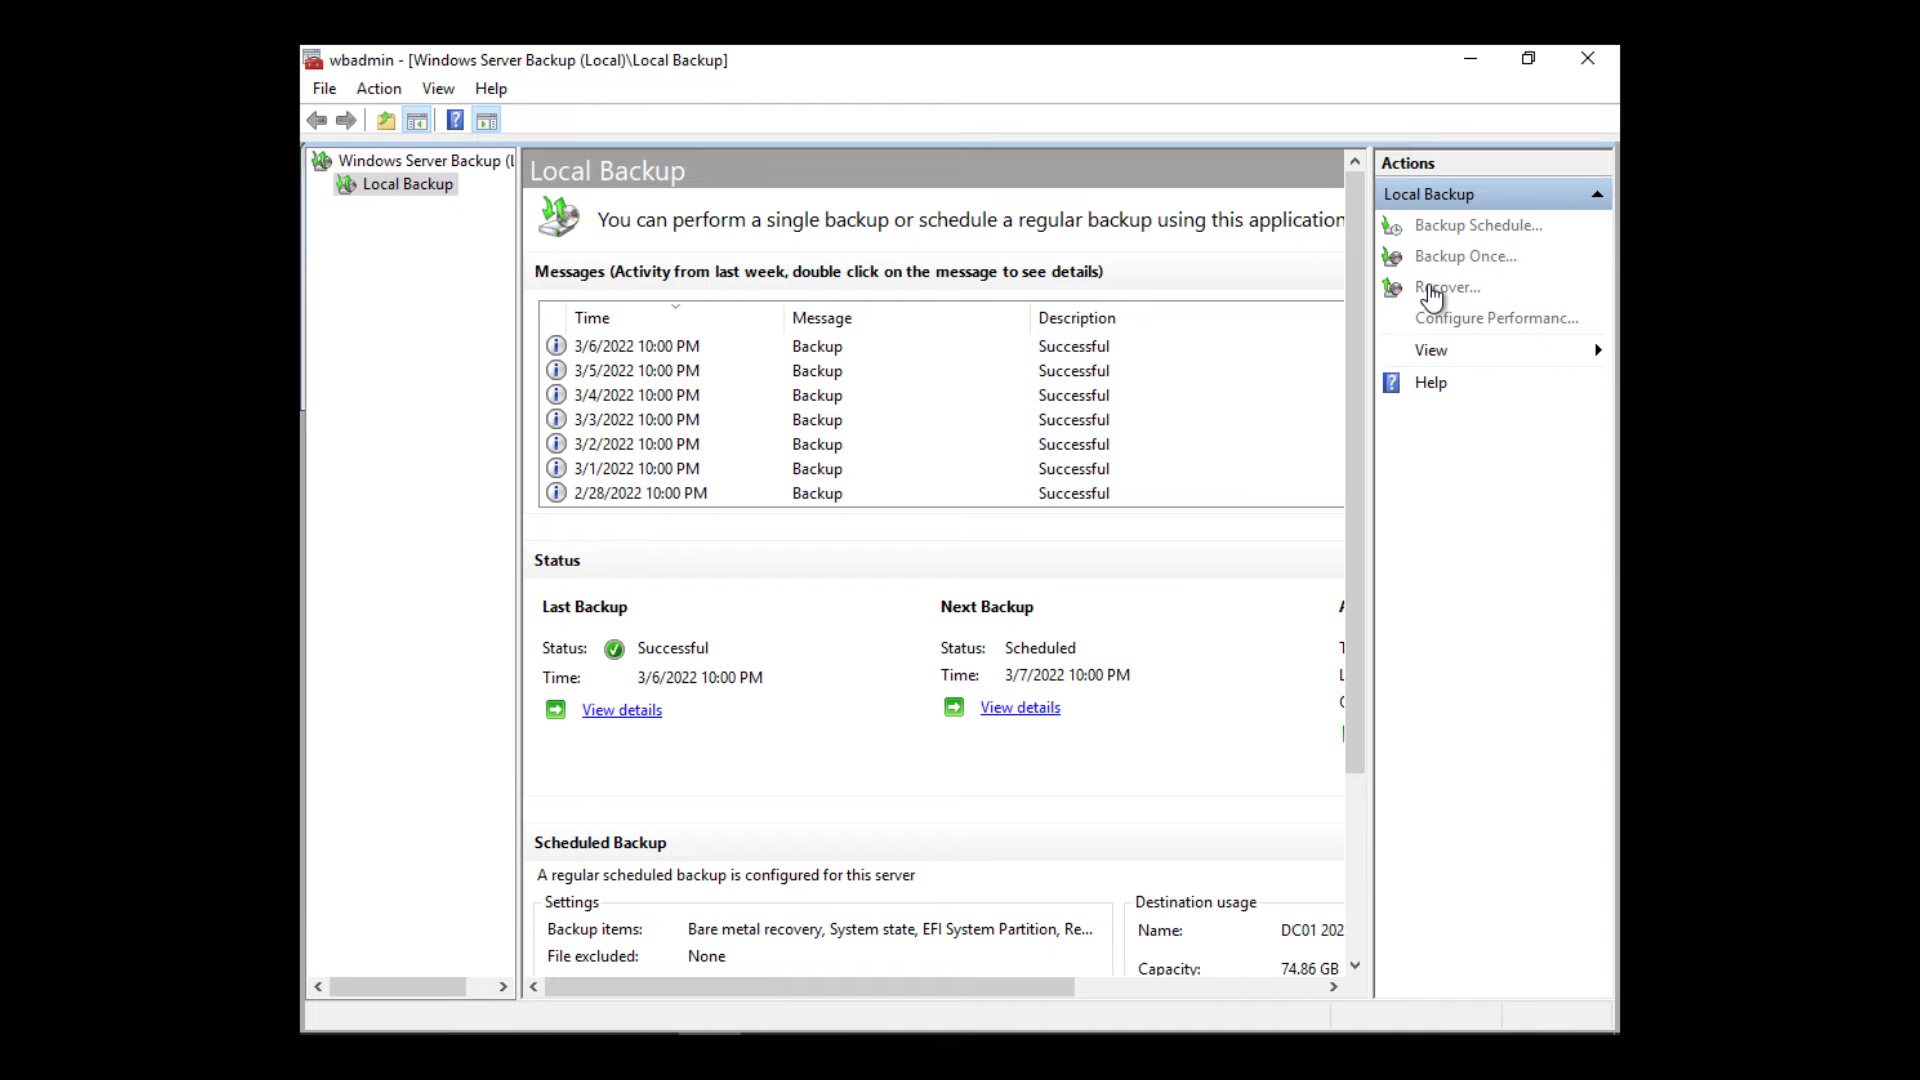 wbadmin - [Windows Server Backup (Local)\Local Backup]
File Action View Help
Windows Server Backup (L
Local Backup
Local Backup
You can perform a single backup or schedule a regular backup using this application
Messages (Activity from last week, double click on the message to see details)
Time Message Description
3/6/2022 10:00 PM Backup Successful
3/5/2022 10:00 PM Backup Successful
3/4/2022 10:00 PM Backup Successful
3/3/2022 10:00 PM Backup Successful
3/2/2022 10:00 PM Backup Successful
3/1/2022 10:00 PM Backup Successful
2/28/2022 10:00 PM Backup Successful
Status
Last Backup
Status: Successful
Time: 3/6/2022 10:00 PM
View details
Next Backup
Status: Scheduled
Time: 3/7/2022 10:00 PM
View details
Scheduled Backup
A regular scheduled backup is configured for this server
Settings
Backup items: Bare metal recovery, System state, EFI System Partition, Re...
File excluded: None
Destination usage
Name: DC01 202
Capacity: 74.86 GB
Actions
Local Backup
Backup Schedule...
Backup Once...
Recover...
Configure Performanc...
View
Help